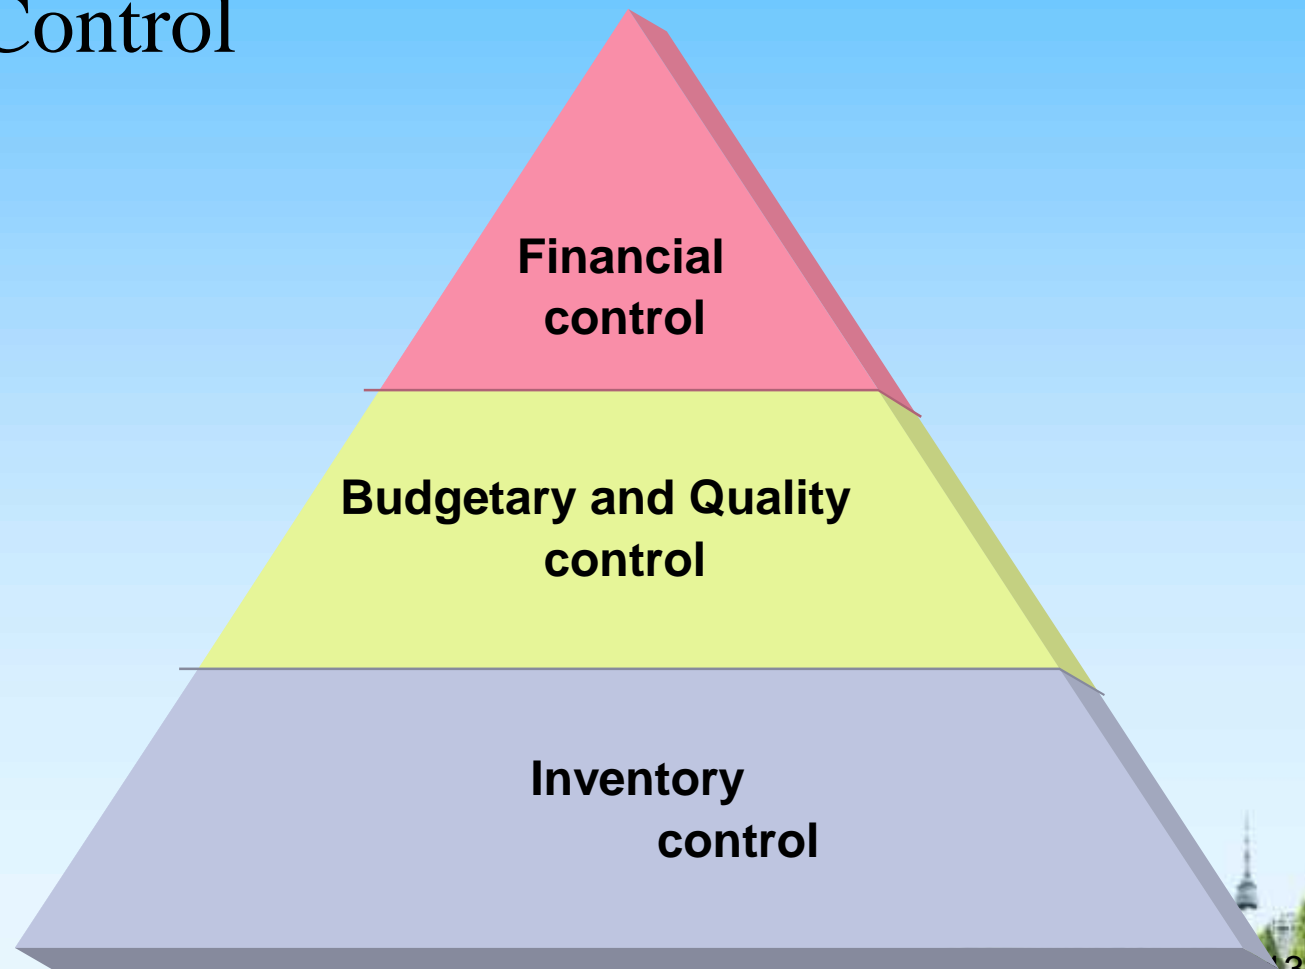 Control
Financial
control
Budgetary and Quality
control
Inventory
control